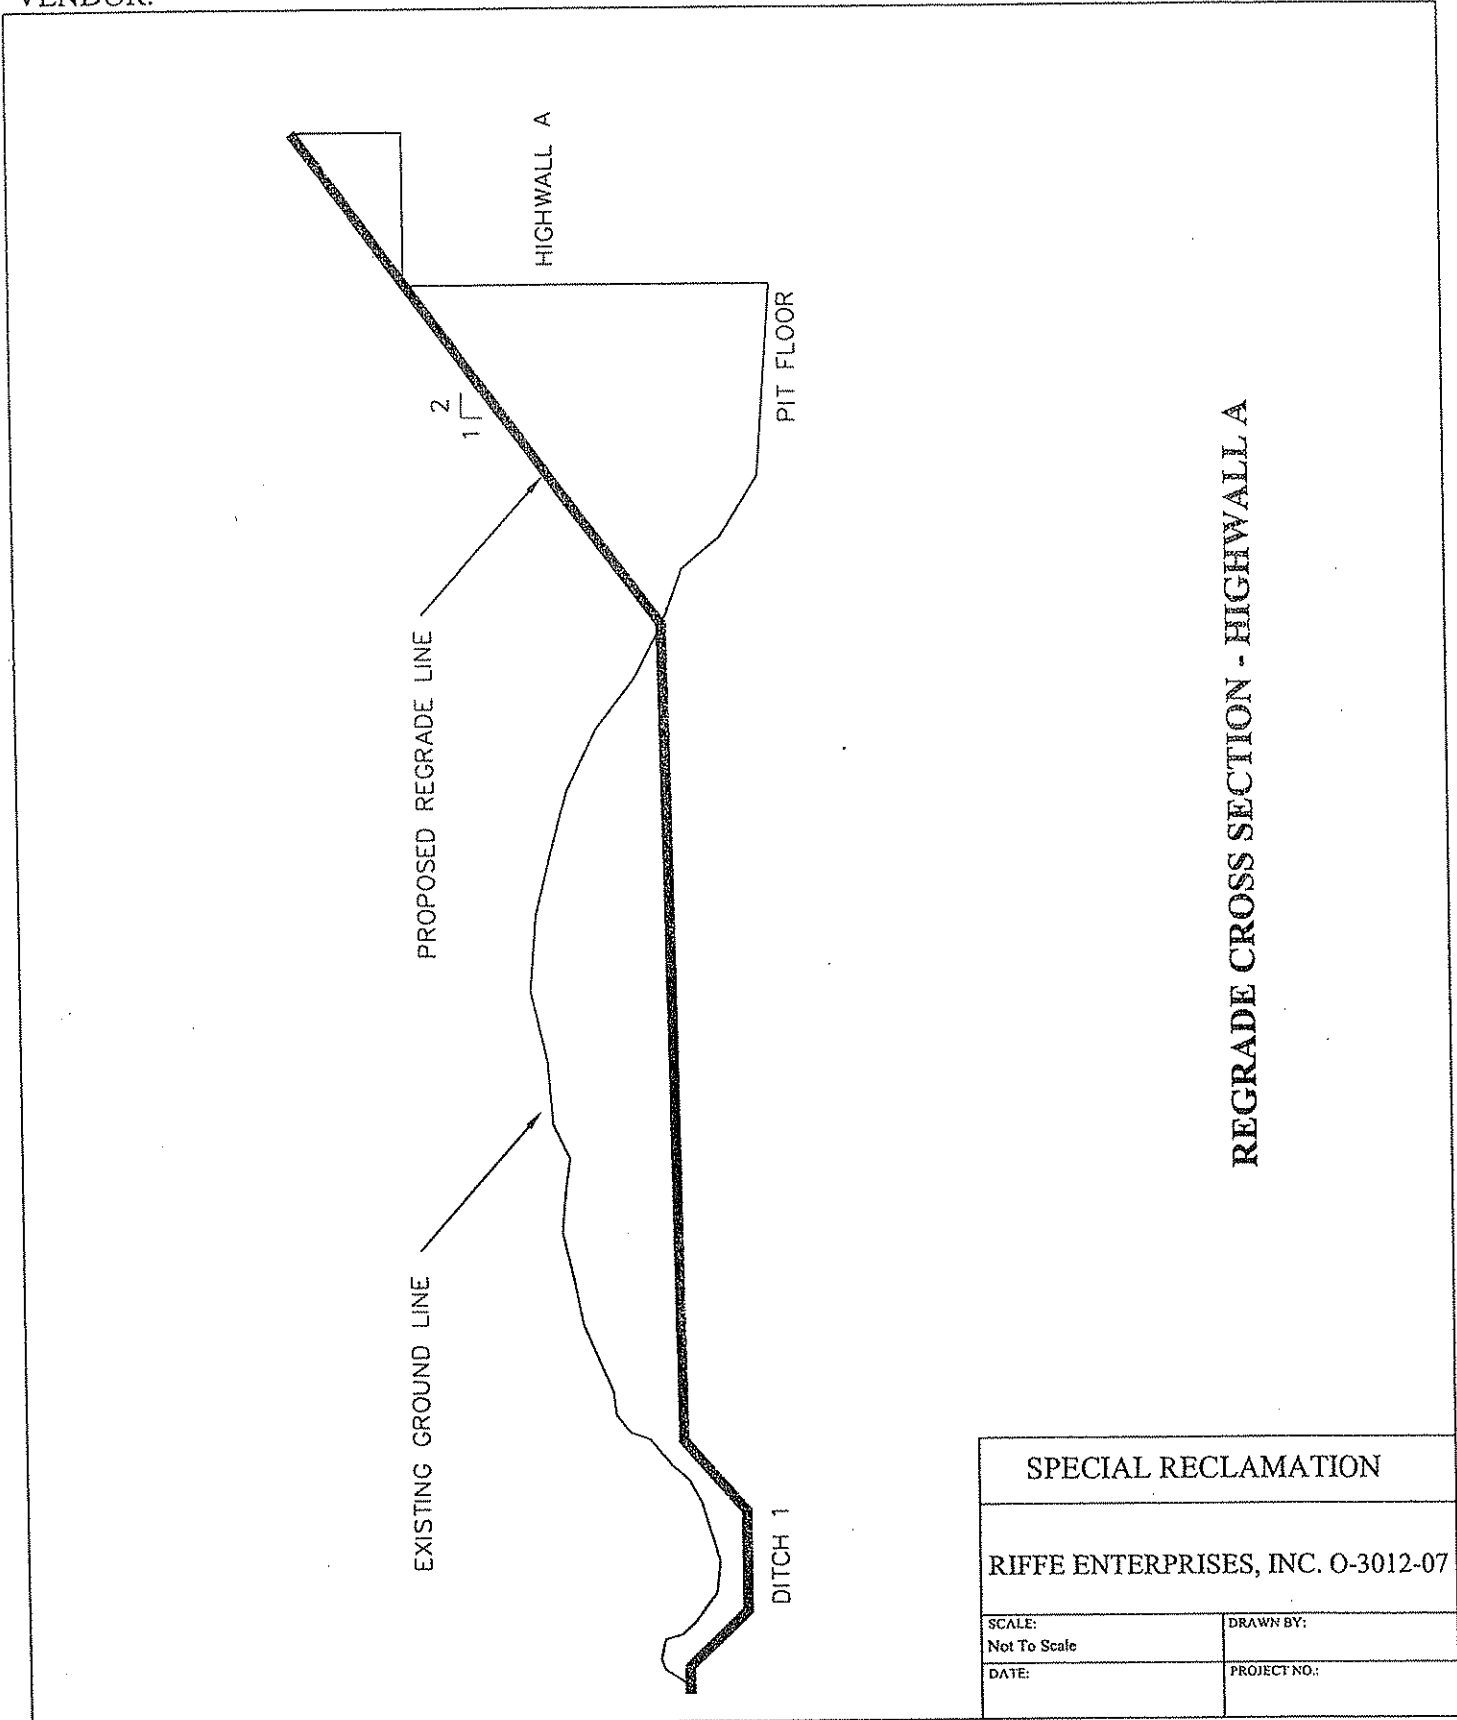 VENDOR:
HIGHWALL A
2
1
PIT FLOOR
PROPOSED REGRADE LINE
EXISTING GROUND LINE
DITCH 1
REGRADE CROSS SECTION - HIGHWALL A
SPECIAL RECLAMATION
RIFFE ENTERPRISES, INC. O-3012-07
SCALE:
Not To Scale
DRAWN BY:
DATE:
PROJECT NO.: